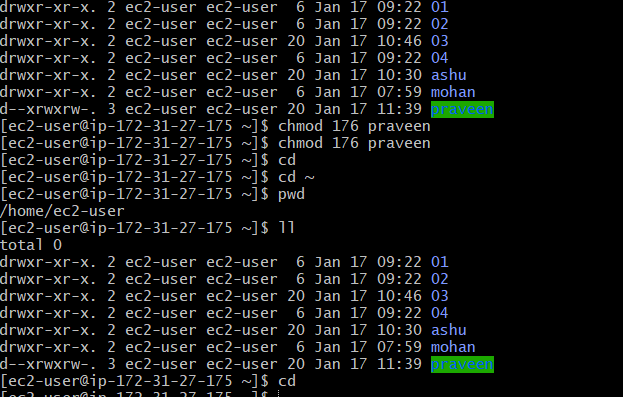 drwxr-xr-x. 2 ec2-user ec2-user  6 Jan 17 09:22 01
drwxr-xr-x. 2 ec2-user ec2-user  6 Jan 17 09:22 02
drwxr-xr-x. 2 ec2-user ec2-user 20 Jan 17 10:46 03
drwxr-xr-x. 2 ec2-user ec2-user  6 Jan 17 09:22 04
drwxr-xr-x. 2 ec2-user ec2-user 20 Jan 17 10:30 ashu
drwxr-xr-x. 2 ec2-user ec2-user  6 Jan 17 07:59 mohan
d--xrwxrw-. 3 ec2-user ec2-user 20 Jan 17 11:39 praveen
[ec2-user@ip-172-31-27-175 ~]$ chmod 176 praveen
[ec2-user@ip-172-31-27-175 ~]$ chmod 176 praveen
[ec2-user@ip-172-31-27-175 ~]$ cd
[ec2-user@ip-172-31-27-175 ~]$ cd ~
[ec2-user@ip-172-31-27-175 ~]$ pwd
/home/ec2-user
[ec2-user@ip-172-31-27-175 ~]$ ll
total 0
drwxr-xr-x. 2 ec2-user ec2-user  6 Jan 17 09:22 01
drwxr-xr-x. 2 ec2-user ec2-user  6 Jan 17 09:22 02
drwxr-xr-x. 2 ec2-user ec2-user 20 Jan 17 10:46 03
drwxr-xr-x. 2 ec2-user ec2-user  6 Jan 17 09:22 04
drwxr-xr-x. 2 ec2-user ec2-user 20 Jan 17 10:30 ashu
drwxr-xr-x. 2 ec2-user ec2-user  6 Jan 17 07:59 mohan
d--xrwxrw-. 3 ec2-user ec2-user 20 Jan 17 11:39 praveen
[ec2-user@ip-172-31-27-175 ~]$ cd
[ec2-user@ip-172-31-27-175 ~]$